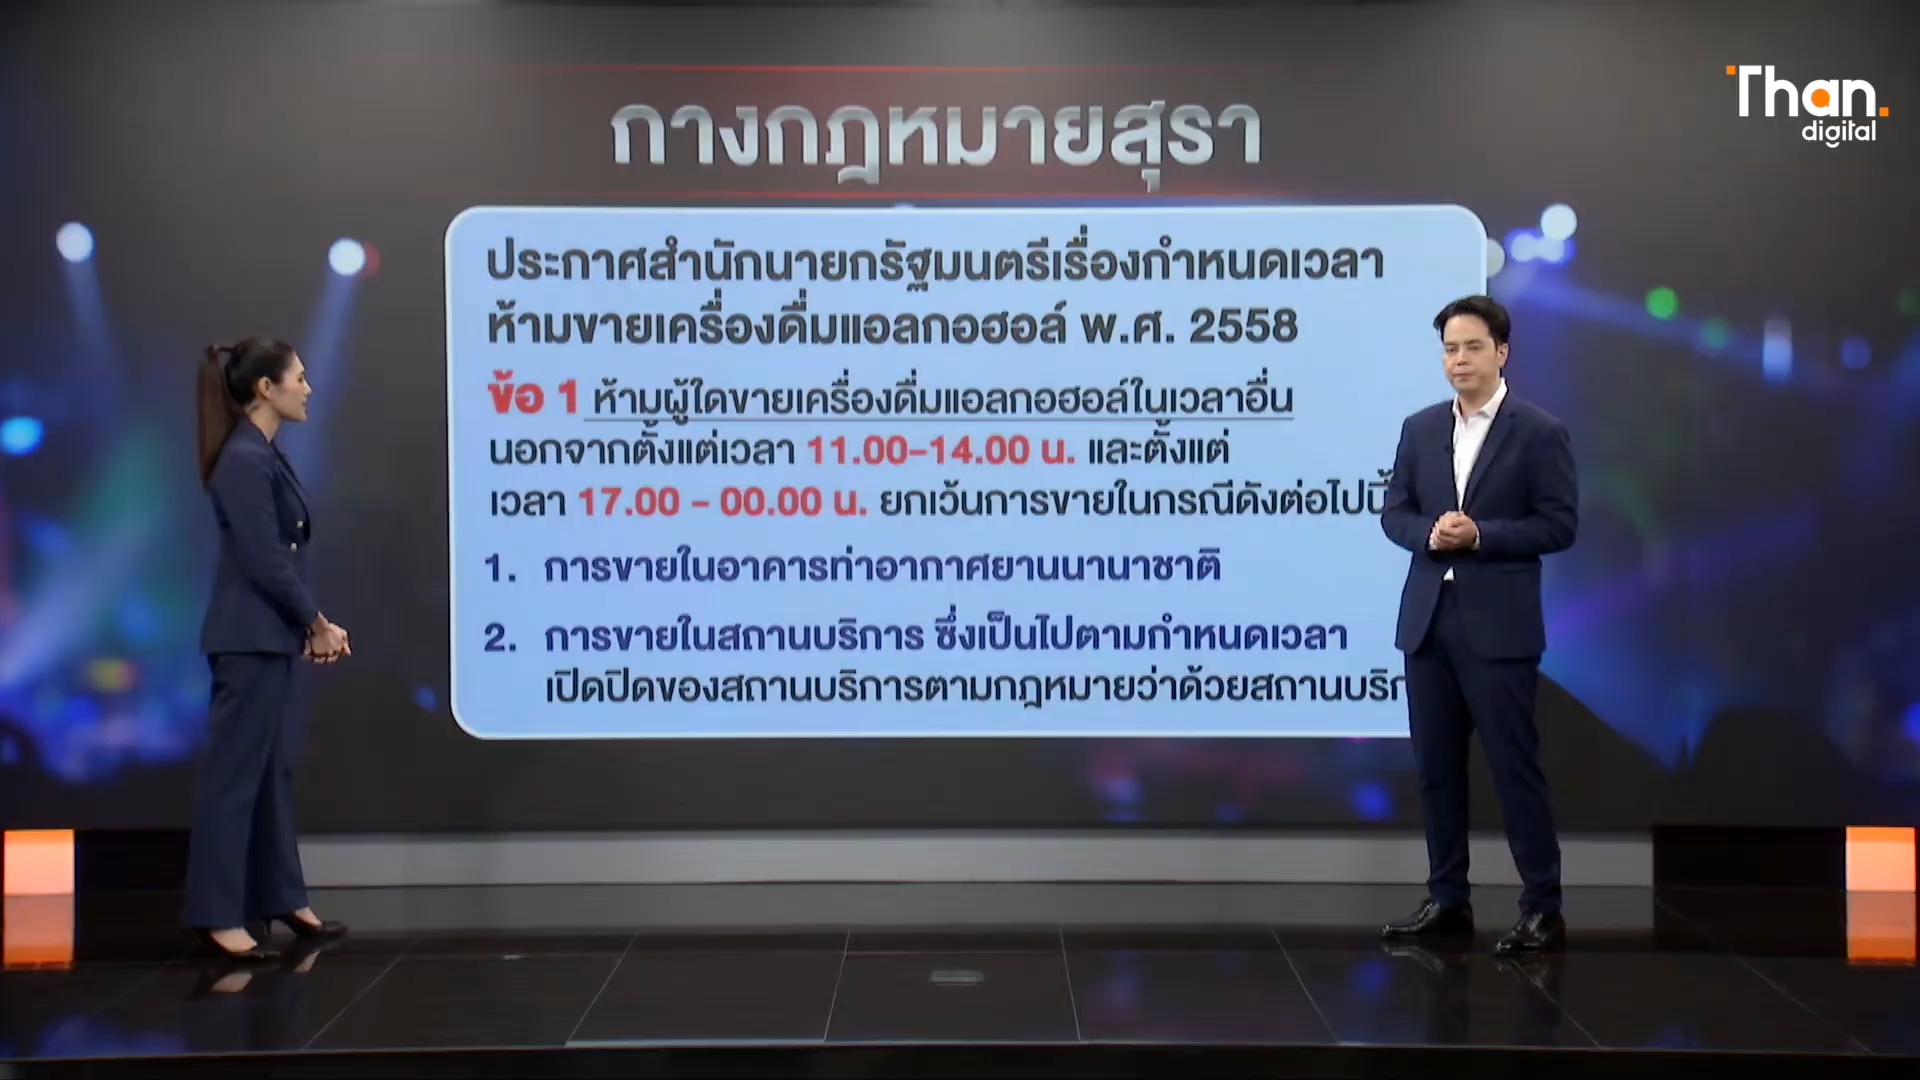 Than.
digital
กางกฎหมายสุรา
ประกาศสำนักนายกรัฐมนตรีเรื่องกำหนดเวลา
ห้ามขายเครื่องดื่มแอลกอฮอล์ พ.ศ. 2558
ข้อ 1 ห้ามผู้ใดขายเครื่องดื่มแอลกอฮอล์ในเวลาอื่น
นอกจากตั้งแต่เวลา 11.00-14.00 น. และตั้งแต่
เวลา 17.00 - 00.00 น. ยกเว้นการขายในกรณีดังต่อไปนี้
1. การขายในอาคารท่าอากาศยานนานาชาติ
2. การขายในสถานบริการ ซึ่งเป็นไปตามกำหนดเวลา
เปิดปิดของสถานบริการตามกฎหมายว่าด้วย